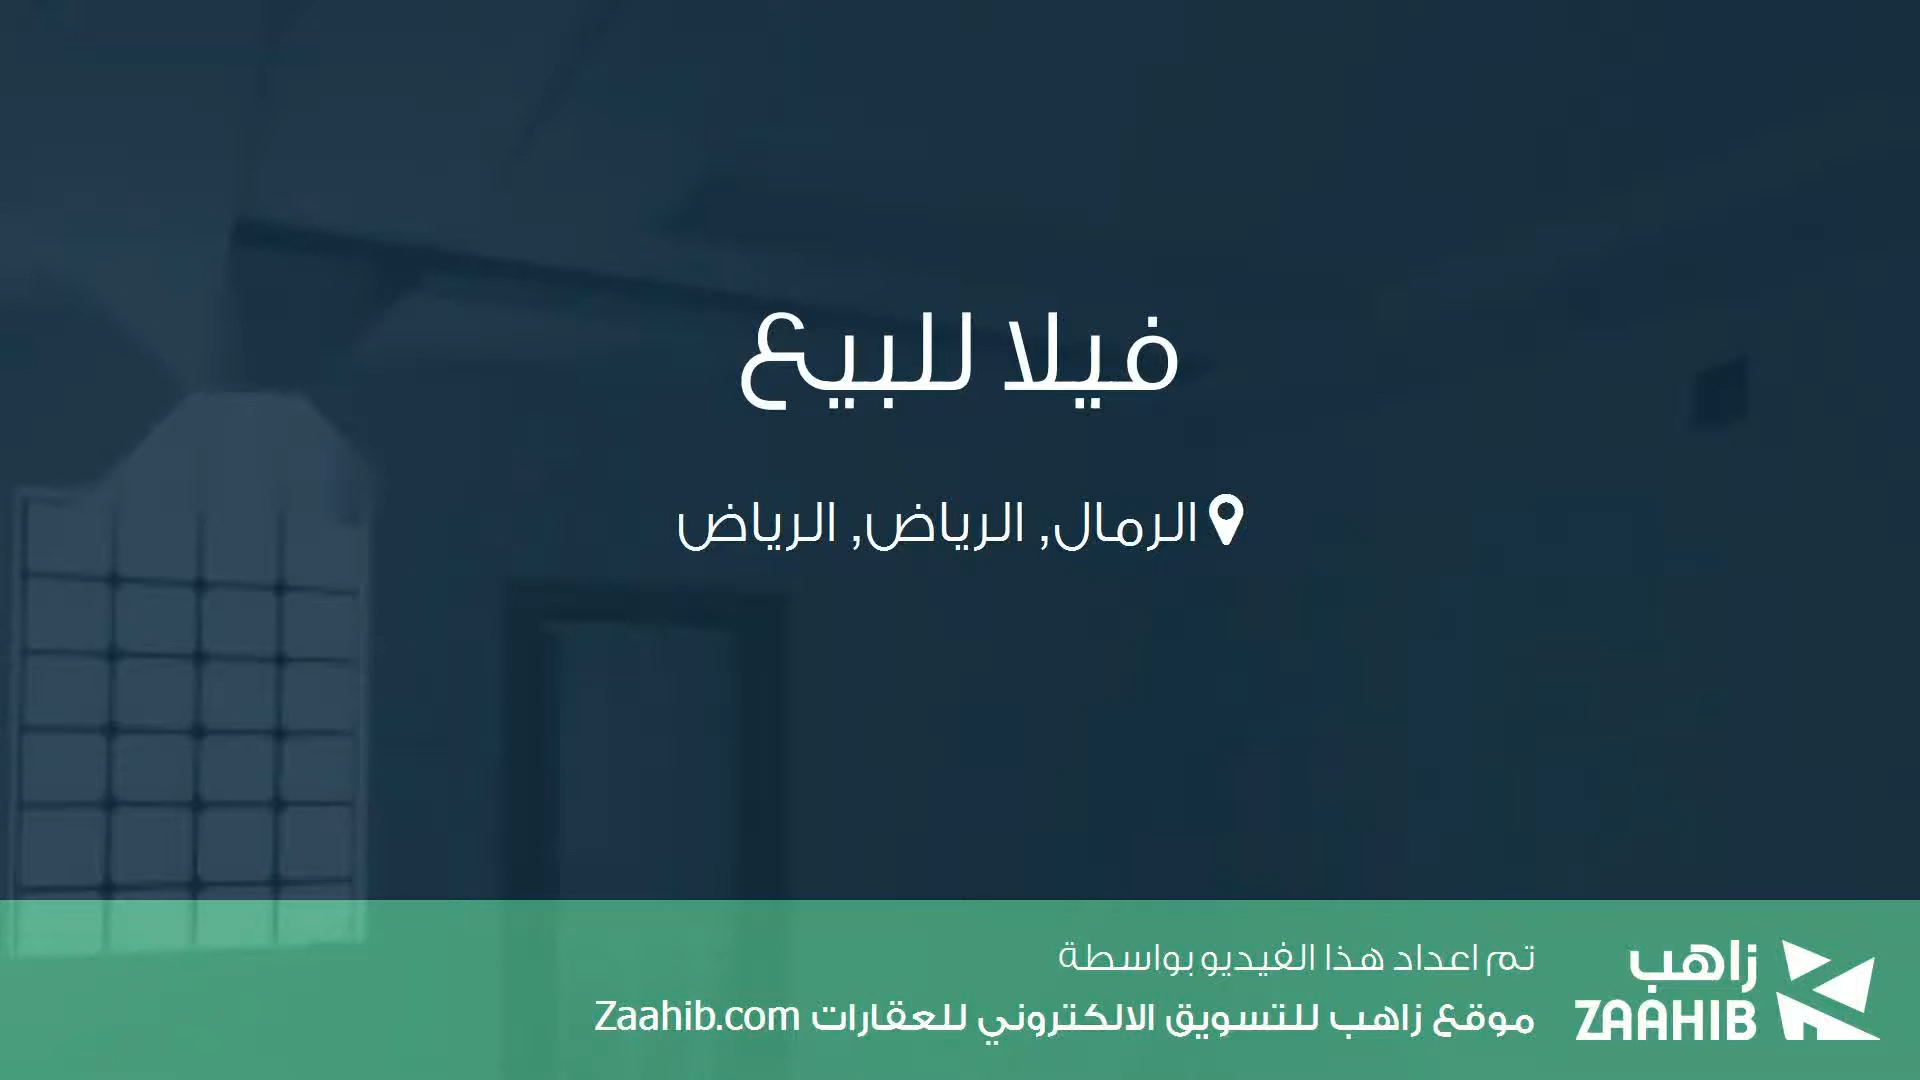 فيلا للبيع
الرمال, الرياض, الرياض
تم اعداد هذا الفيديو بواسطة
موقع زاهب للتسويق الالكتروني للعقارات Zaahib.com
زاهب
ZAAHIB